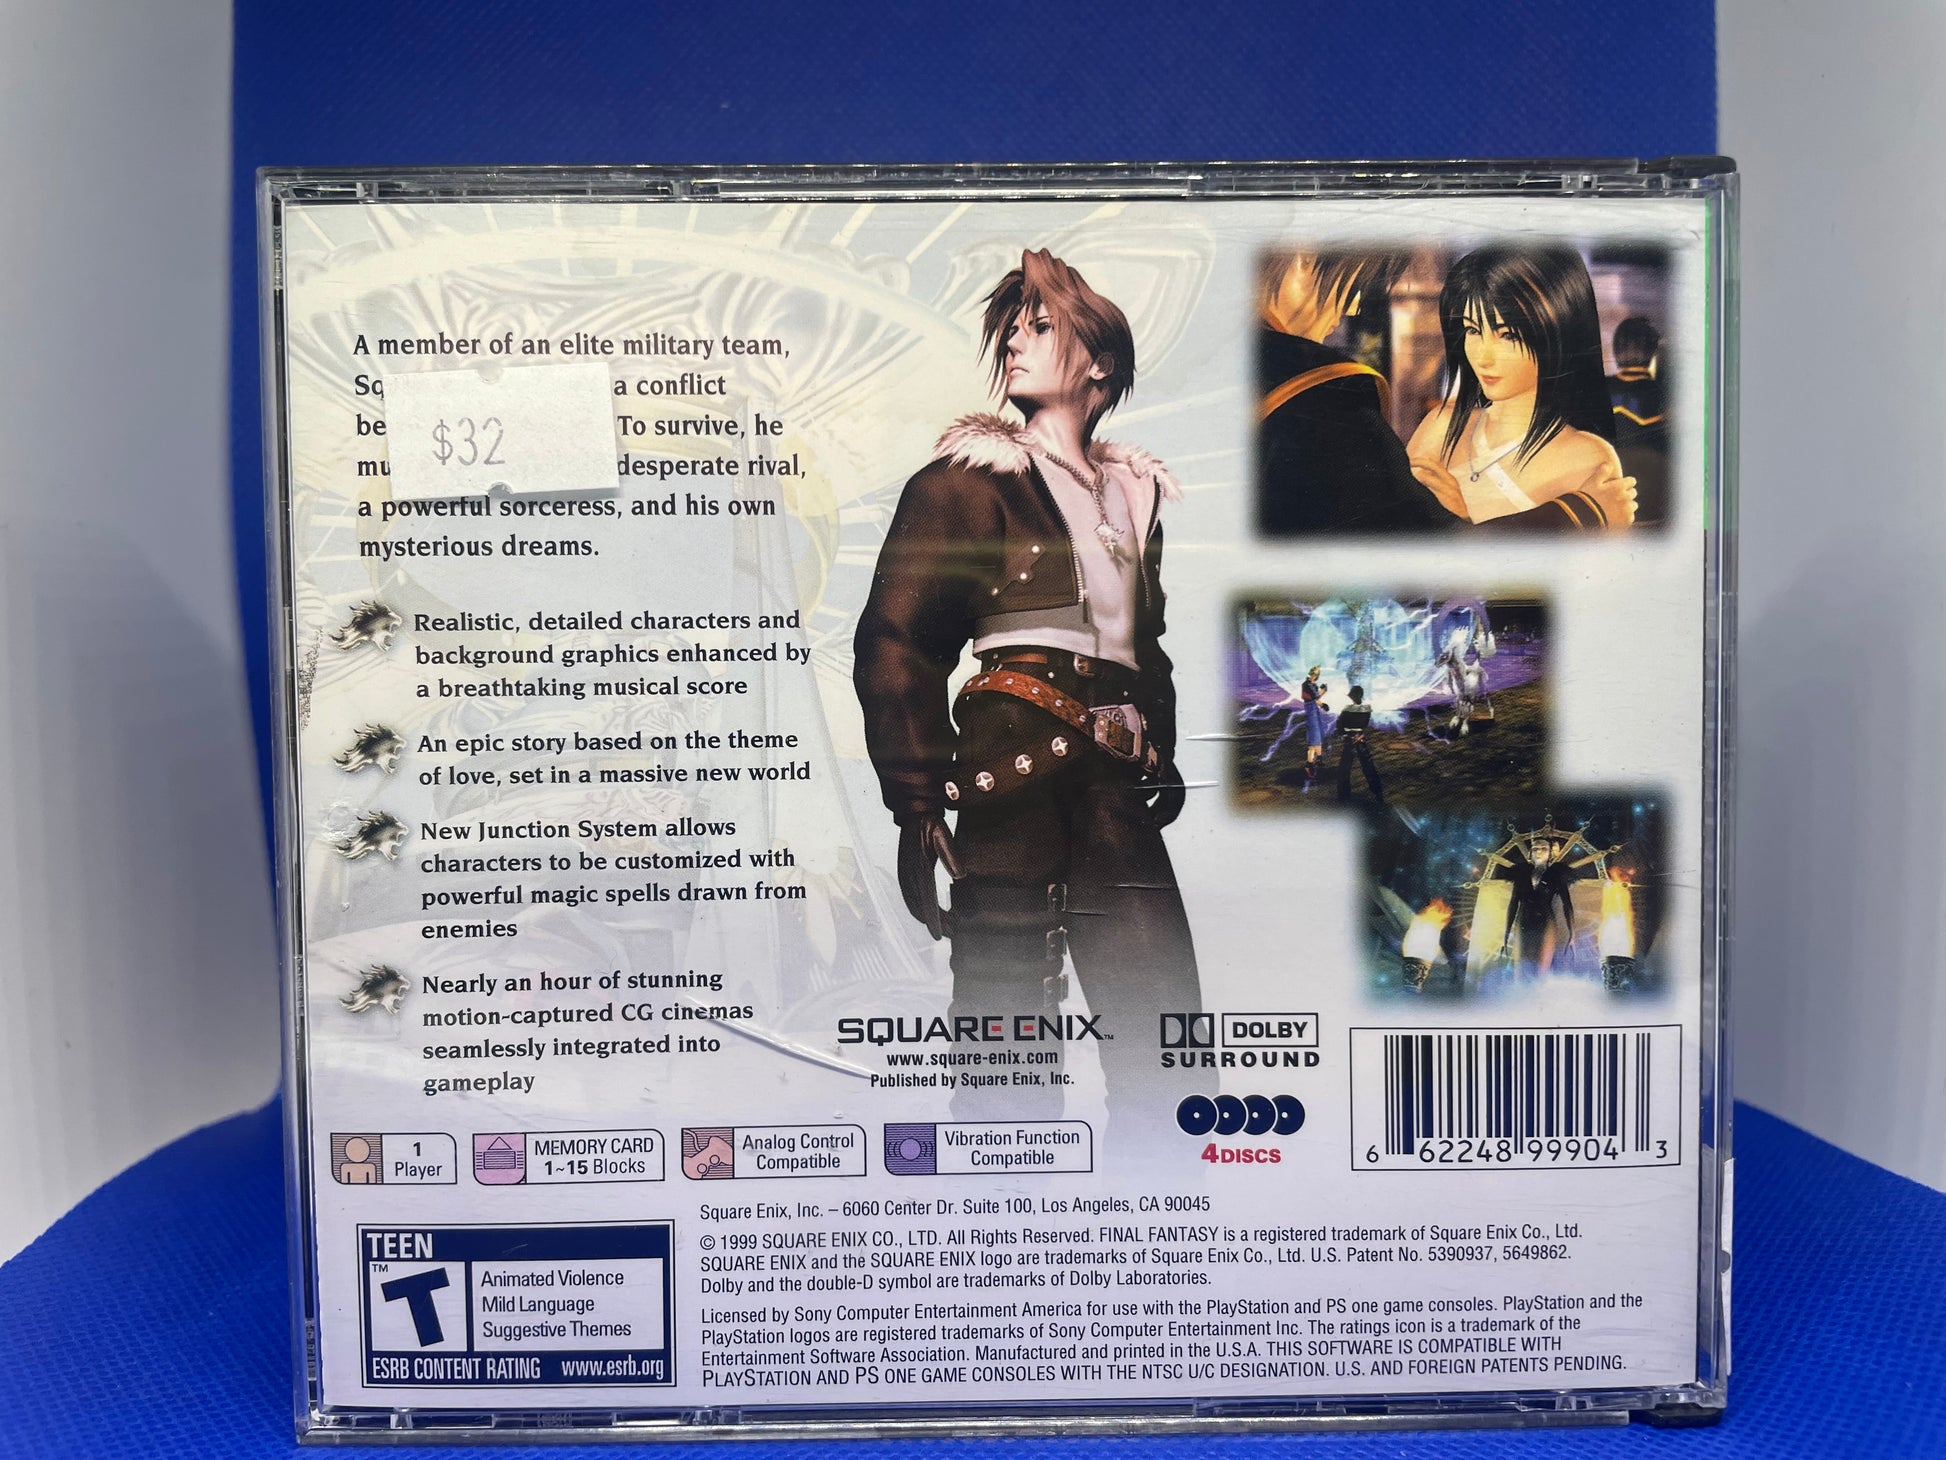 A member of an elite military team,
a conflict
To survive, he
desperate rival,
a powerful sorceress, and his own
mysterious dreams.
$32
Realistic, detailed characters and
background graphics enhanced by
a breathtaking musical score
An epic story based on the theme
of love, set in a massive new world
New Junction System allows
characters to be customized with
powerful magic spells drawn from
enemies
Nearly an hour of stunning
motion-captured CG cinemas
seamlessly integrated into
gameplay
SQUARE ENIX™
www.square-enix.com
Published by Square Enix, Inc.
DOLBY
SURROUND
4 DISCS
6 62248 99904 3
1
Player
MEMORY CARD
1~15 Blocks
Analog Control
Compatible
Vibration Function
Compatible
TEEN
T™
Animated Violence
Mild Language
Suggestive Themes
ESRB CONTENT RATING www.esrb.org
Square Enix, Inc. – 6060 Center Dr. Suite 100, Los Angeles, CA 90045
© 1999 SQUARE ENIX CO., LTD. All Rights Reserved. FINAL FANTASY is a registered trademark of Square Enix Co., Ltd.
SQUARE ENIX and the SQUARE ENIX logo are trademarks of Square Enix Co., Ltd. U.S. Patent No. 5390937, 5649862.
Dolby and the double-D symbol are trademarks of Dolby Laboratories.
Licensed by Sony Computer Entertainment America for use with the PlayStation and PS one game consoles. PlayStation and the
PlayStation logos are registered trademarks of Sony Computer Entertainment Inc. The ratings icon is a trademark of the
Entertainment Software Association. Manufactured and printed in the U.S.A. THIS SOFTWARE IS COMPATIBLE WITH
PLAYSTATION AND PS ONE GAME CONSOLES WITH THE NTSC U/C DESIGNATION. U.S. AND FOREIGN PATENTS PENDING.